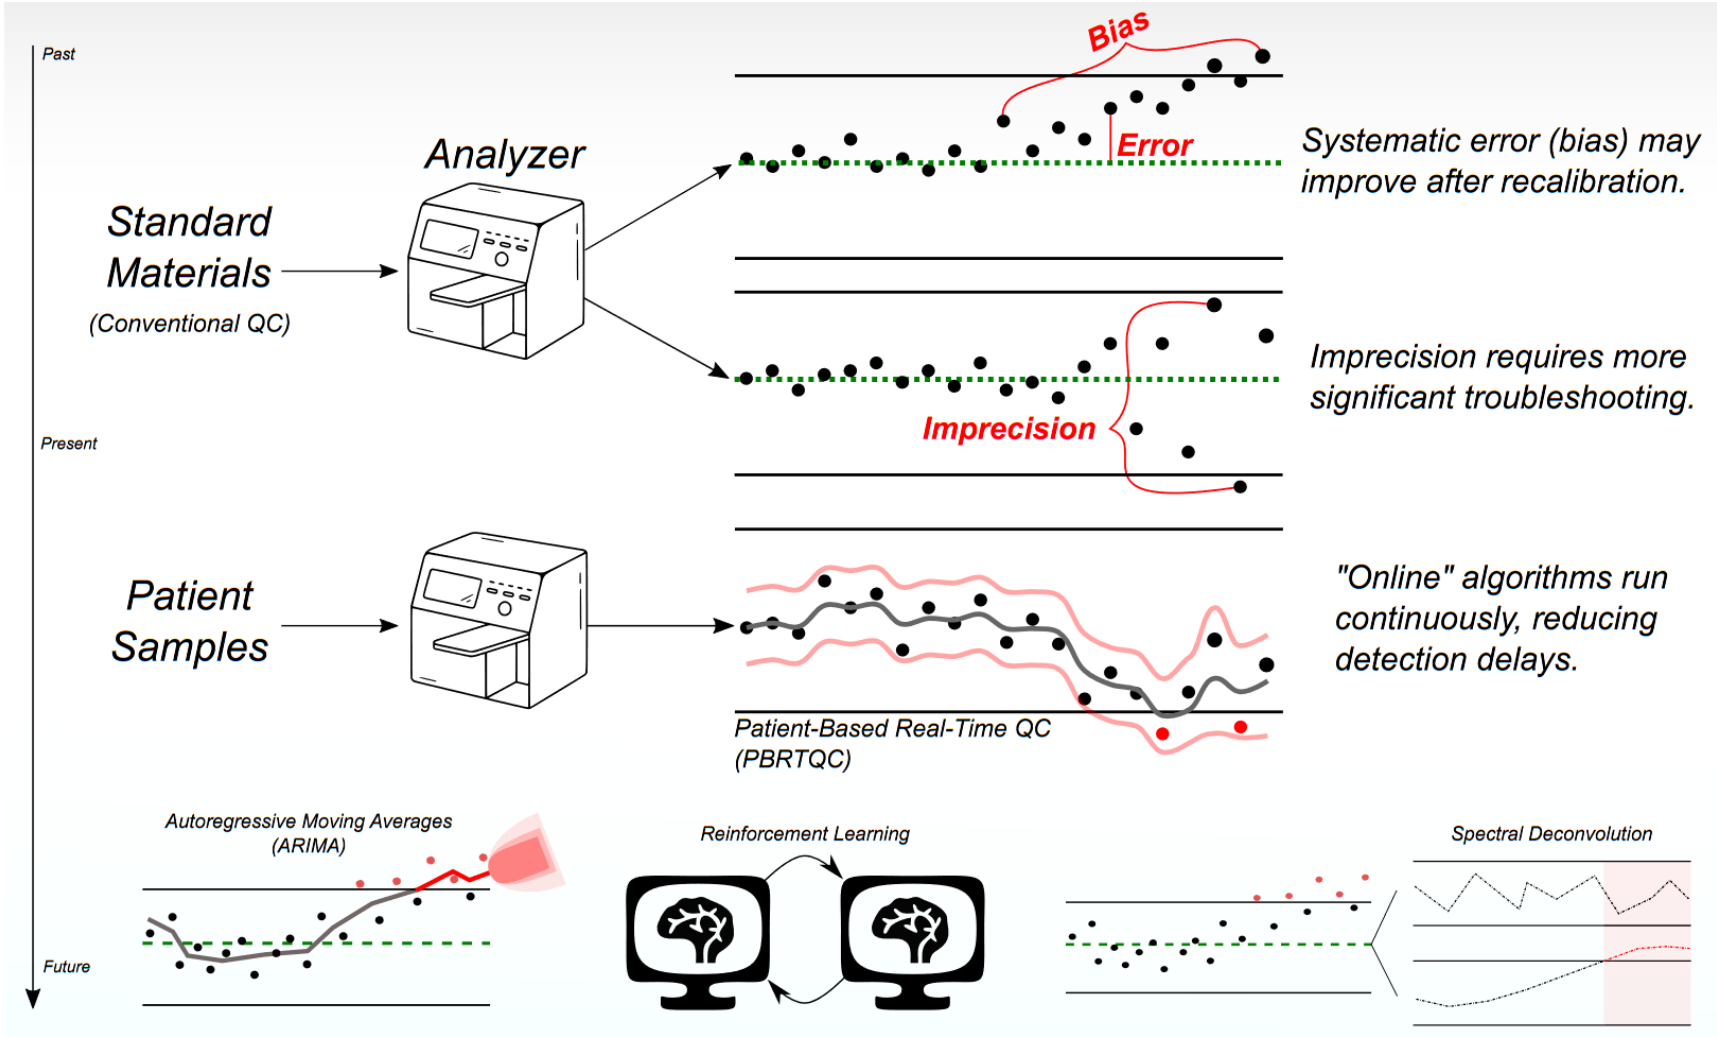 Past
Bias
Analyzer
Error
Systematic error (bias) may
improve after recalibration.
Standard
Materials
(Conventional QC)
Imprecision requires more
significant troubleshooting.
Imprecision
Present
Patient
Samples
"Online" algorithms run
continuously, reducing
detection delays.
Patient-Based Real-Time QC
(PBRTQC)
Autoregressive Moving Averages
(ARIMA)
Reinforcement Learning
Spectral Deconvolution
Future